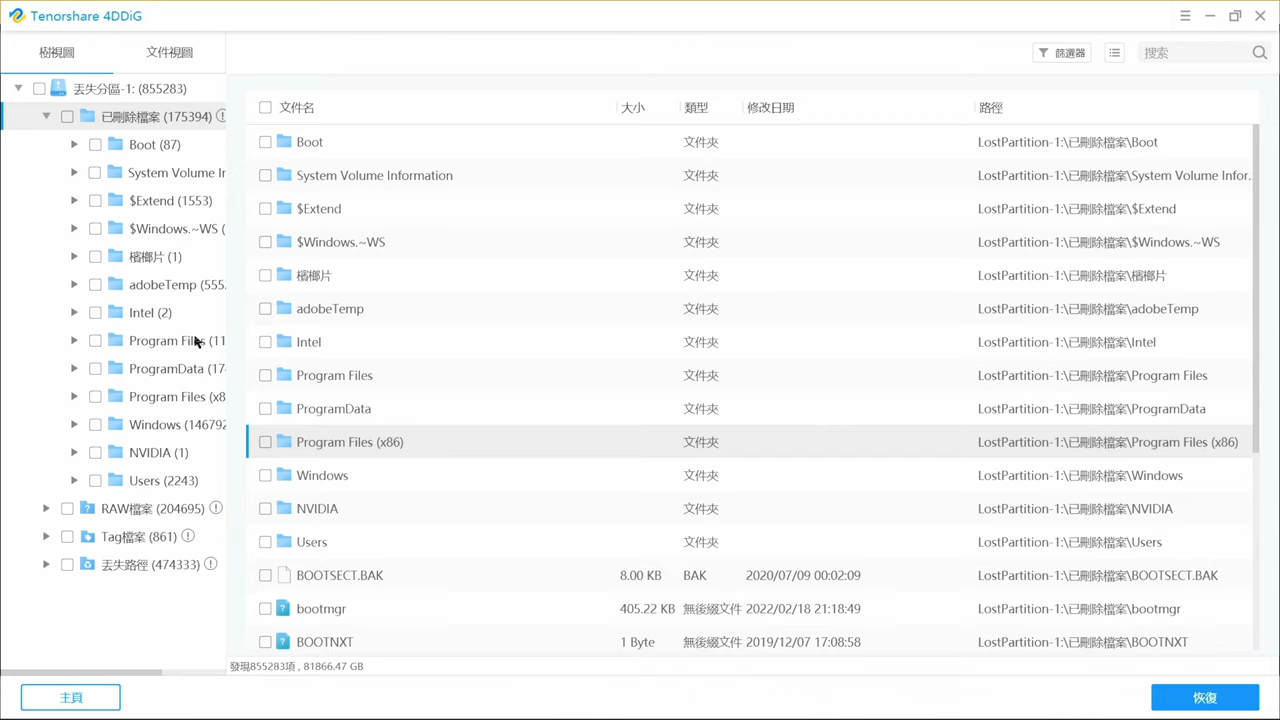 Tenorshare 4DDiG
樹視圖 文件視圖 篩選器 搜索
丟失分區-1: (855283)
已刪除檔案 (175394)
Boot (87)
System Volume Ir
$Extend (1553)
$Windows.~WS (
檳榔片 (1)
adobeTemp (555
Intel (2)
Program Files (11
ProgramData (17
Program Files (x8
Windows (14679
NVIDIA (1)
Users (2243)
RAW檔案 (204695)
Tag檔案 (861)
丟失路徑 (474333)
文件名 大小 類型 修改日期 路徑
Boot 文件夾 LostPartition-1:\已刪除檔案\Boot
System Volume Information 文件夾 LostPartition-1:\已刪除檔案\System Volume Infor...
$Extend 文件夾 LostPartition-1:\已刪除檔案\$Extend
$Windows.~WS 文件夾 LostPartition-1:\已刪除檔案\$Windows.~WS
檳榔片 文件夾 LostPartition-1:\已刪除檔案\檳榔片
adobeTemp 文件夾 LostPartition-1:\已刪除檔案\adobeTemp
Intel 文件夾 LostPartition-1:\已刪除檔案\Intel
Program Files 文件夾 LostPartition-1:\已刪除檔案\Program Files
ProgramData 文件夾 LostPartition-1:\已刪除檔案\ProgramData
Program Files (x86) 文件夾 LostPartition-1:\已刪除檔案\Program Files (x86)
Windows 文件夾 LostPartition-1:\已刪除檔案\Windows
NVIDIA 文件夾 LostPartition-1:\已刪除檔案\NVIDIA
Users 文件夾 LostPartition-1:\已刪除檔案\Users
BOOTSECT.BAK 8.00 KB BAK 2020/07/09 00:02:09 LostPartition-1:\已刪除檔案\BOOTSECT.BAK
bootmgr 405.22 KB 無後綴文件 2022/02/18 21:18:49 LostPartition-1:\已刪除檔案\bootmgr
BOOTNXT 1 Byte 無後綴文件 2019/12/07 17:08:58 LostPartition-1:\已刪除檔案\BOOTNXT
發現855283項 , 81866.47 GB
主頁 恢復